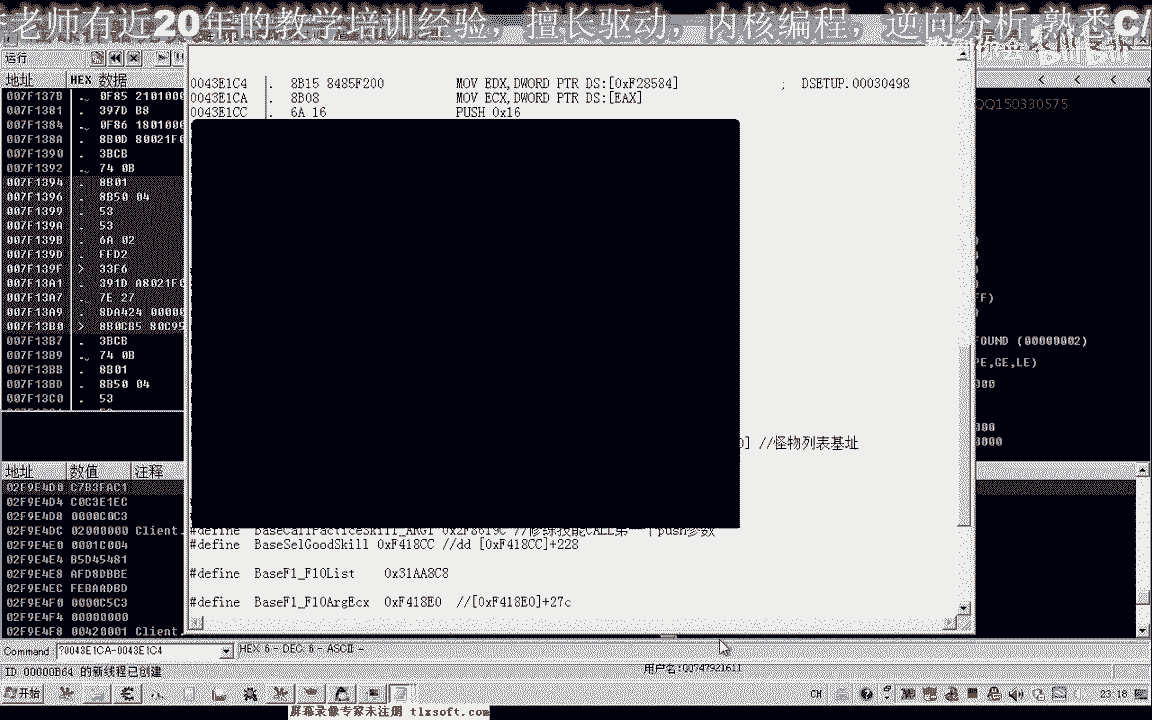 老师有近20年的教学培训经验，擅长驱动，内核编程，逆向分析 熟悉C/
运行
QQ150330575
地址 HEX 数据
007F137B . 0F85 2101000
007F1381 . 397D B8
007F1384 . 0F86 1801000
007F138A . 8B0D 80021F0
007F1390 . 3BCB
007F1392 . 74 0B
007F1394 . 8B01
007F1396 . 8B50 04
007F1399 . 53
007F139A . 53
007F139B . 6A 02
007F139D . FFD2
007F139F > 33F6
007F13A1 . 391D A8021F0
007F13A7 . 7E 27
007F13A9 . 8DA424 00000
007F13B0 > 8B0CB5 80C95
007F13B7 . 3BCB
007F13B9 . 74 0B
007F13BB . 8B01
007F13BD . 8B50 04
007F13C0 . 53
0043E1C4 |. 8B15 8485F200 MOV EDX,DWORD PTR DS:[0xF28584] ; DSETUP.00030498
0043E1CA |. 8B08 MOV ECX,DWORD PTR DS:[EAX]
0043E1CC |. 6A 16 PUSH 0x16
] //怪物列表基址
#define BaseCallPacticeSkill_ARG1 0x2F8619C //修练技能CALL第一个push参数
#define BaseSelGoodSkill 0xF418CC //dd [0xF418CC]+228
#define BaseF1_F10List 0x31AA8C8
#define BaseF1_F10ArgEcx 0xF418E0 //[0xF418E0]+27c
FF)
FOUND (00000002)
PE,GE,LE)
地址 数值 注释
02F9E4D0 C7B3FAC1
02F9E4D4 C0C3E1EC
02F9E4D8 0000C0C3
02F9E4DC 02000000 Client.
02F9E4E0 0001C004
02F9E4E4 B5D45481
02F9E4E8 AFD8DBBE
02F9E4EC FEBAADBD
02F9E4F0 0000C5C3
02F9E4F4 00000000
02F9E4F8 00420001 Client.
Command ?0043E1CA-0043E1C4 HEX: 6 - DEC: 6 - ASCII: -
ID 00000B64 的新线程已创建
用户名:QQ747921611
开始 CH 23:18
屏幕录像专家未注册 tlxsoft.com